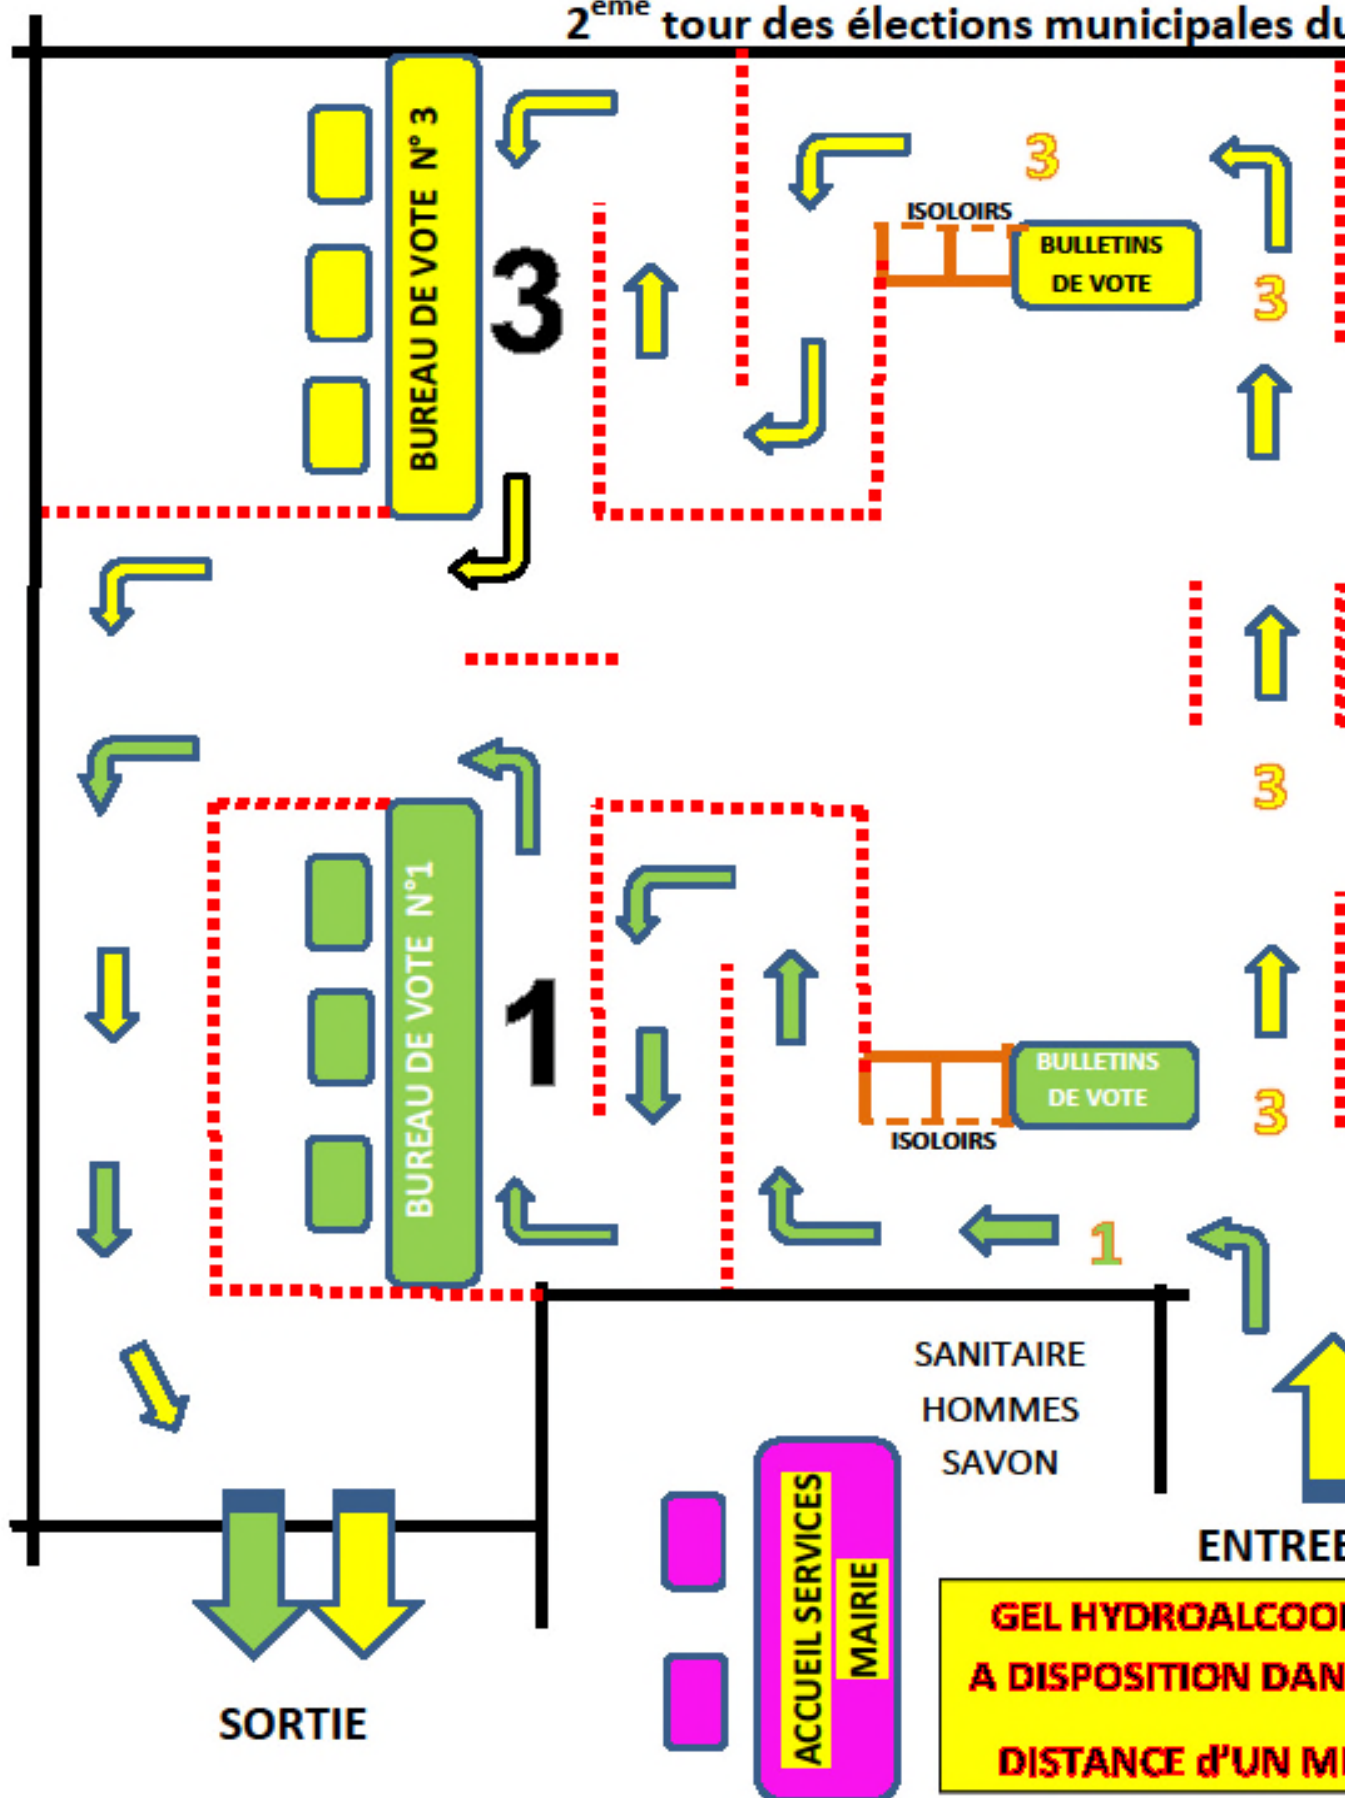 2ème tour des élections municipales du
BUREAU DE VOTE N° 3
3
3
ISOLOIRS
BULLETINS
DE VOTE
3
3
BUREAU DE VOTE N°1
1
BULLETINS
DE VOTE
ISOLOIRS
3
1
SANITAIRE
HOMMES
SAVON
ACCUEIL SERVICES
MAIRIE
ENTREE
GEL HYDROALCOO
A DISPOSITION DAN
DISTANCE d'UN M
SORTIE